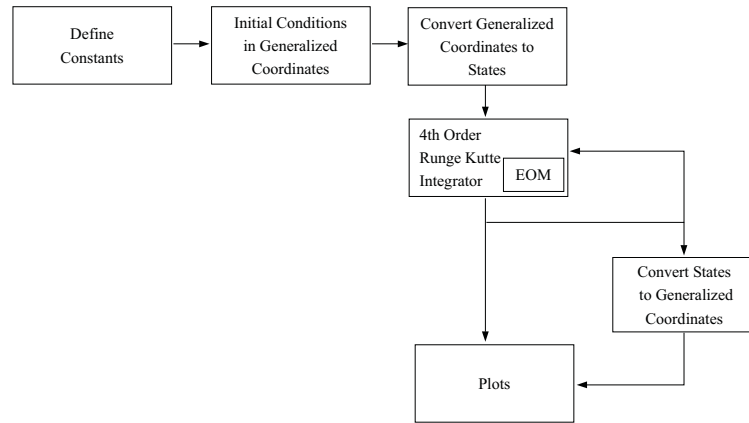 Define
Constants
Initial Conditions
in Generalized
Coordinates
Convert Generalized
Coordinates to
States
4th Order
Runge Kutte
Integrator
EOM
Convert States
to Generalized
Coordinates
Plots